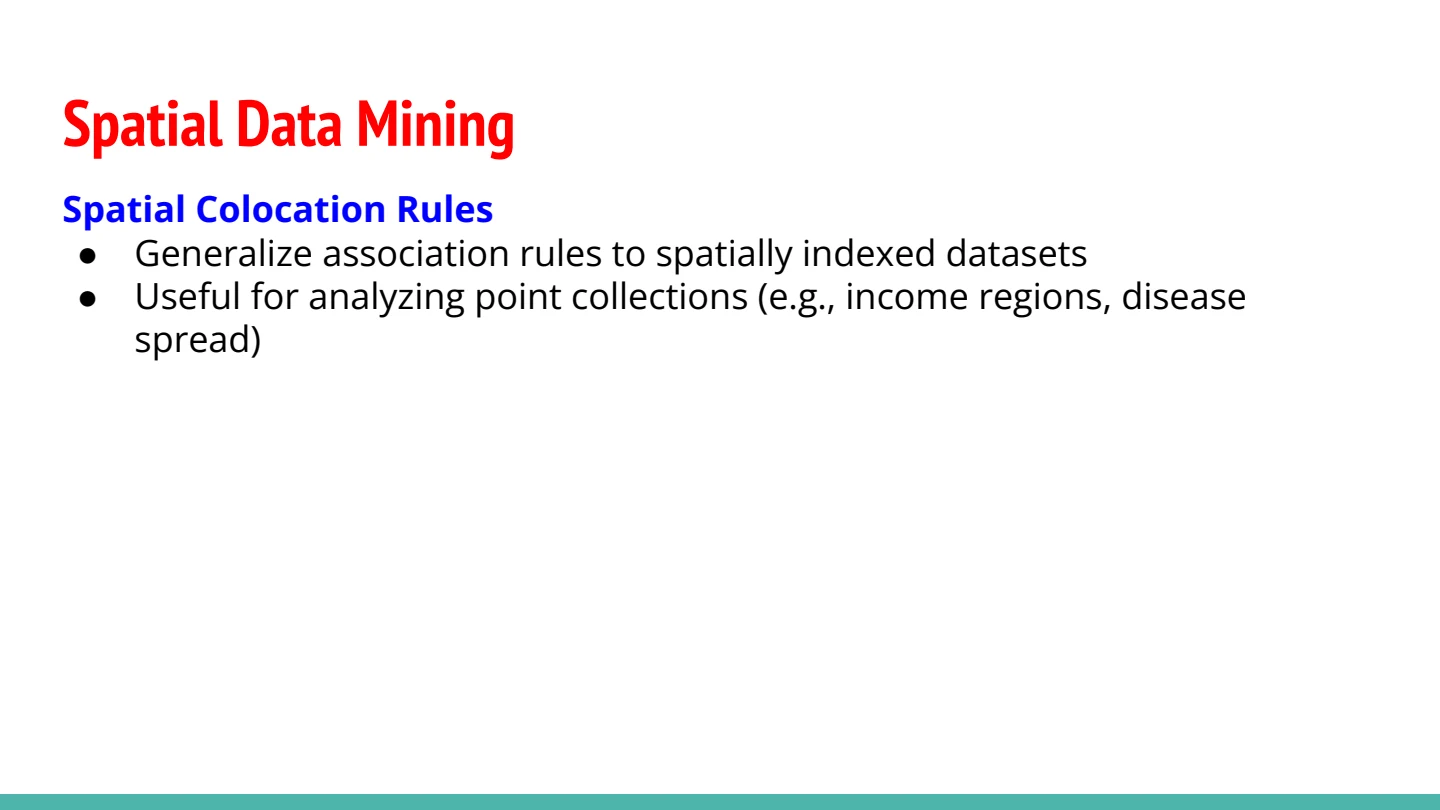 Spatial Data Mining
Spatial Colocation Rules
● Generalize association rules to spatially indexed datasets
● Useful for analyzing point collections (e.g., income regions, disease
spread)